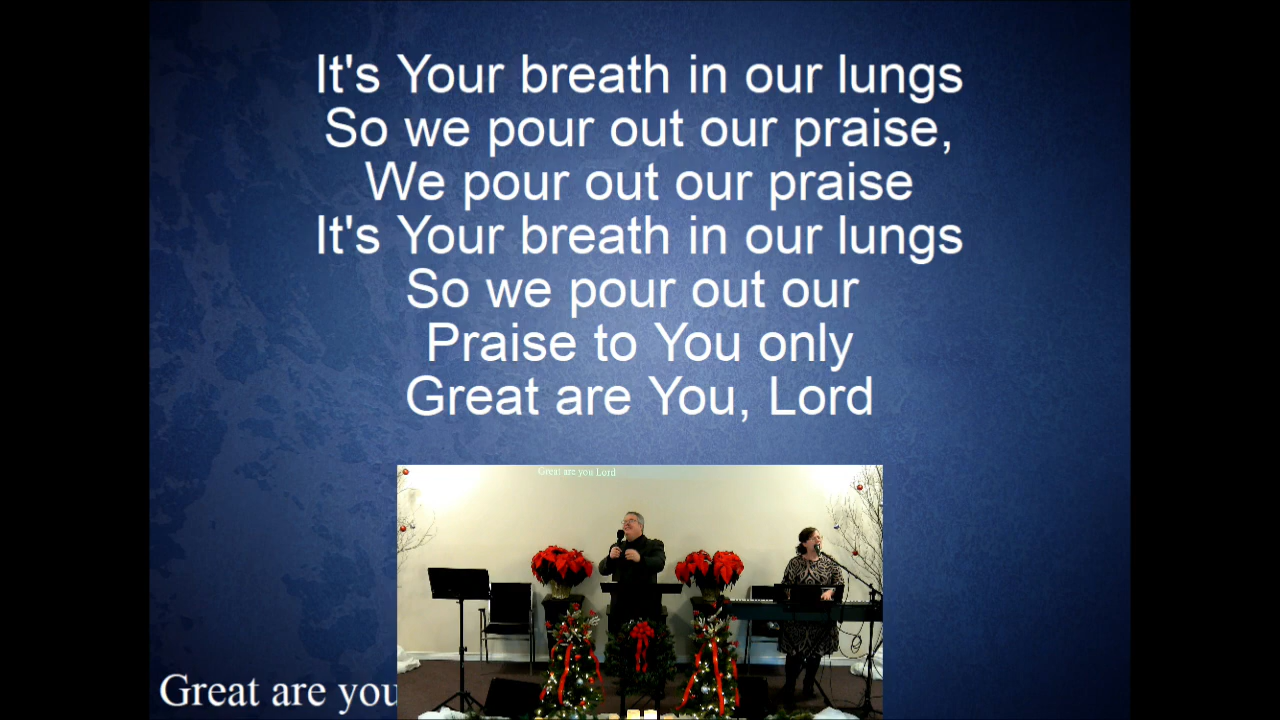 It's Your breath in our lungs
So we pour out our praise,
We pour out our praise
It's Your breath in our lungs
So we pour out our
Praise to You only
Great are You, Lord
Great are you Lord
Great are you